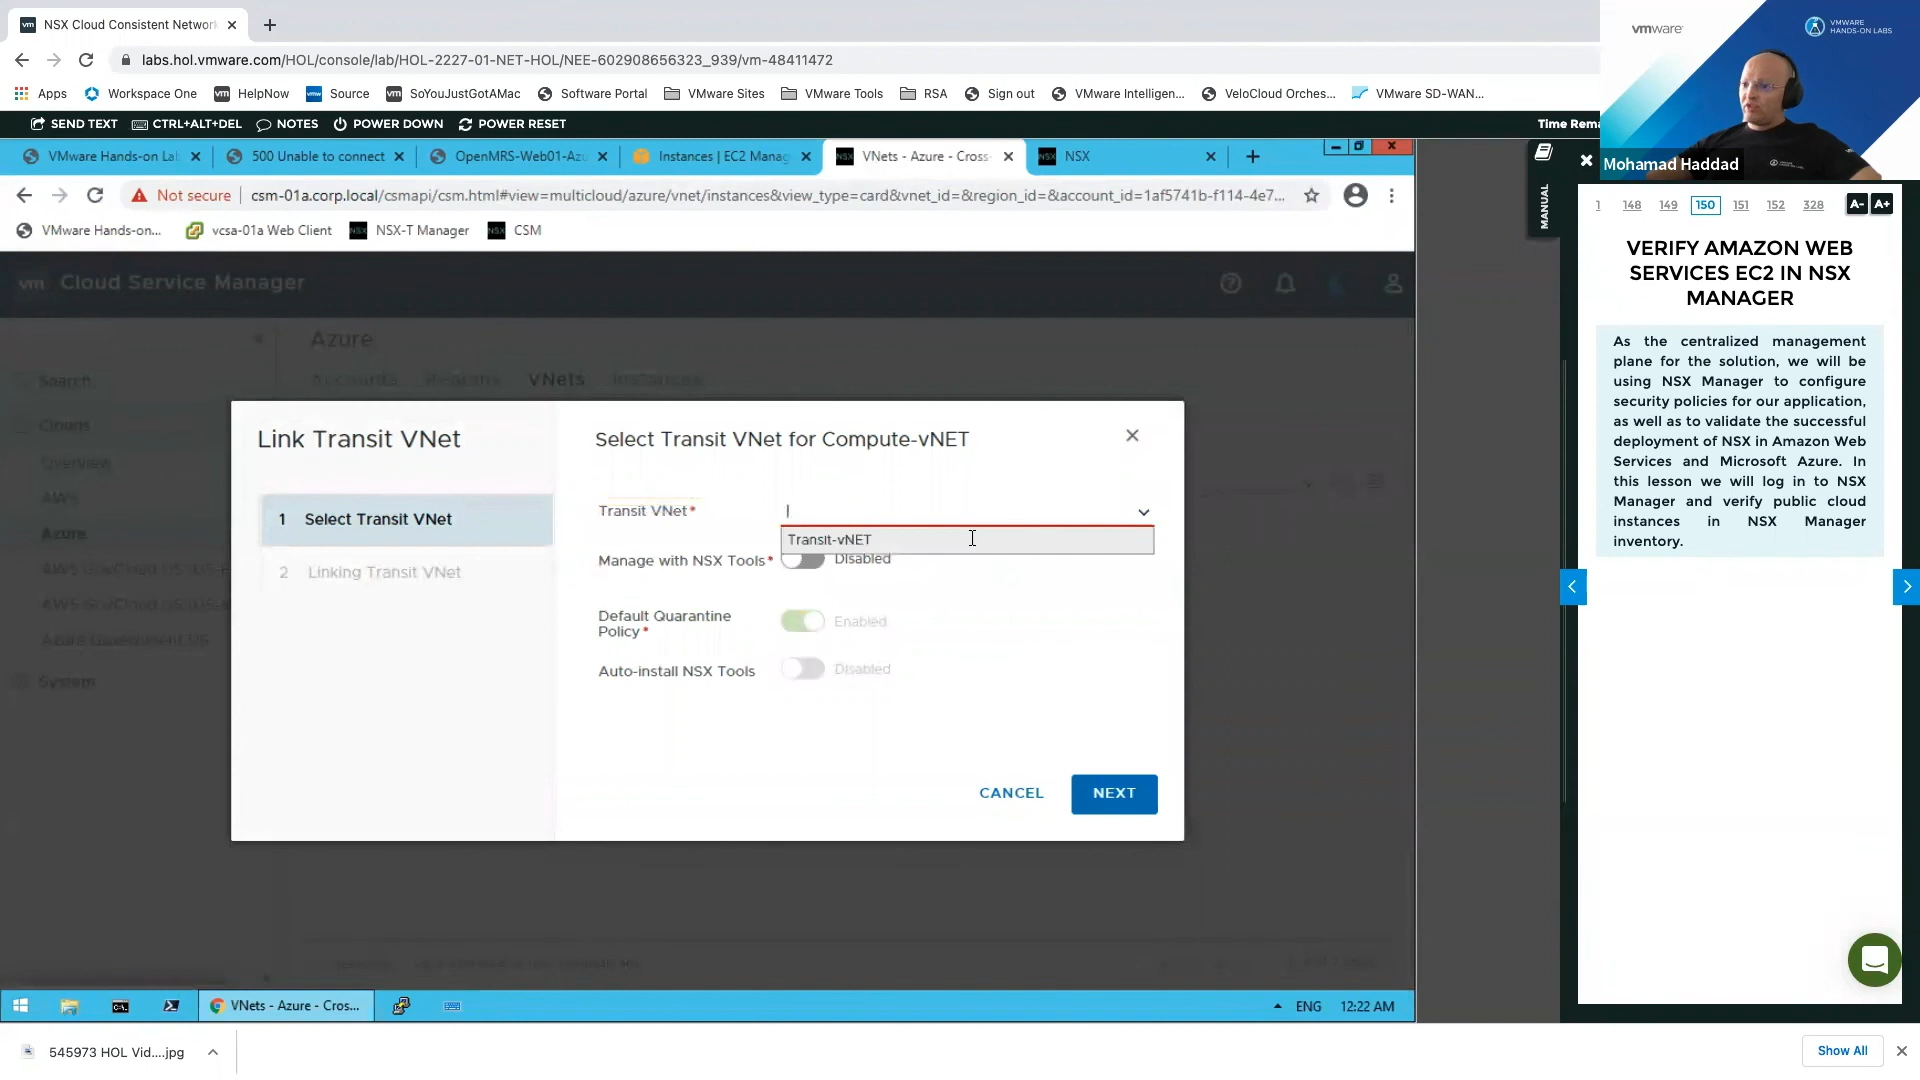 NSX Cloud Consistent Network
labs.hol.vmware.com/HOL/console/lab/HOL-2227-01-NET-HOL/NEE-602908656323_939/vm-48411472
Apps Workspace One HelpNow Source SoYouJustGotAMac Software Portal VMware Sites VMware Tools RSA Sign out VMware Intelligen... VeloCloud Orches... VMware SD-WAN...
SEND TEXT CTRL+ALT+DEL NOTES POWER DOWN POWER RESET
Time Rema
vmware
VMWARE
HANDS-ON LABS
Mohamad Haddad
VMware Hands-on Lab 500 Unable to connect OpenMRS-Web01-Azu Instances | EC2 Manag VNets - Azure - Cross- NSX
Not secure csm-01a.corp.local/csmapi/csm.html#view=multicloud/azure/vnet/instances&view_type=card&vnet_id=&region_id=&account_id=1af5741b-f114-4e7...
VMware Hands-on... vcsa-01a Web Client NSX-T Manager CSM
vm Cloud Service Manager
Azure
Accounts Regions VNets Instances
Search
Clouds
Overview
AWS
Azure
System
Link Transit VNet
1 Select Transit VNet
2 Linking Transit VNet
Select Transit VNet for Compute-vNET
Transit VNet*
Transit-vNET
Manage with NSX Tools* Disabled
Default Quarantine
Policy* Enabled
Auto-install NSX Tools Disabled
CANCEL NEXT
MANUAL
1 148 149 150 151 152 328 A- A+
VERIFY AMAZON WEB
SERVICES EC2 IN NSX
MANAGER
As the centralized management
plane for the solution, we will be
using NSX Manager to configure
security policies for our application,
as well as to validate the successful
deployment of NSX in Amazon Web
Services and Microsoft Azure. In
this lesson we will log in to NSX
Manager and verify public cloud
instances in NSX Manager
inventory.
VNets - Azure - Cros... ENG 12:22 AM
545973 HOL Vid....jpg Show All